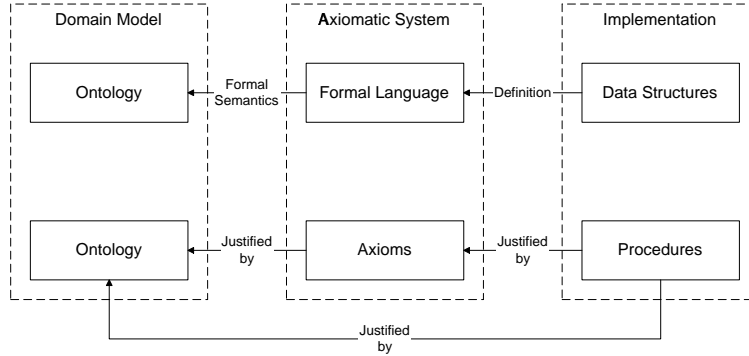 Domain Model
Axiomatic System
Implementation
Ontology
Formal
Semantics
Formal Language
Definition
Data Structures
Ontology
Justified
by
Axioms
Justified
by
Procedures
Justified
by